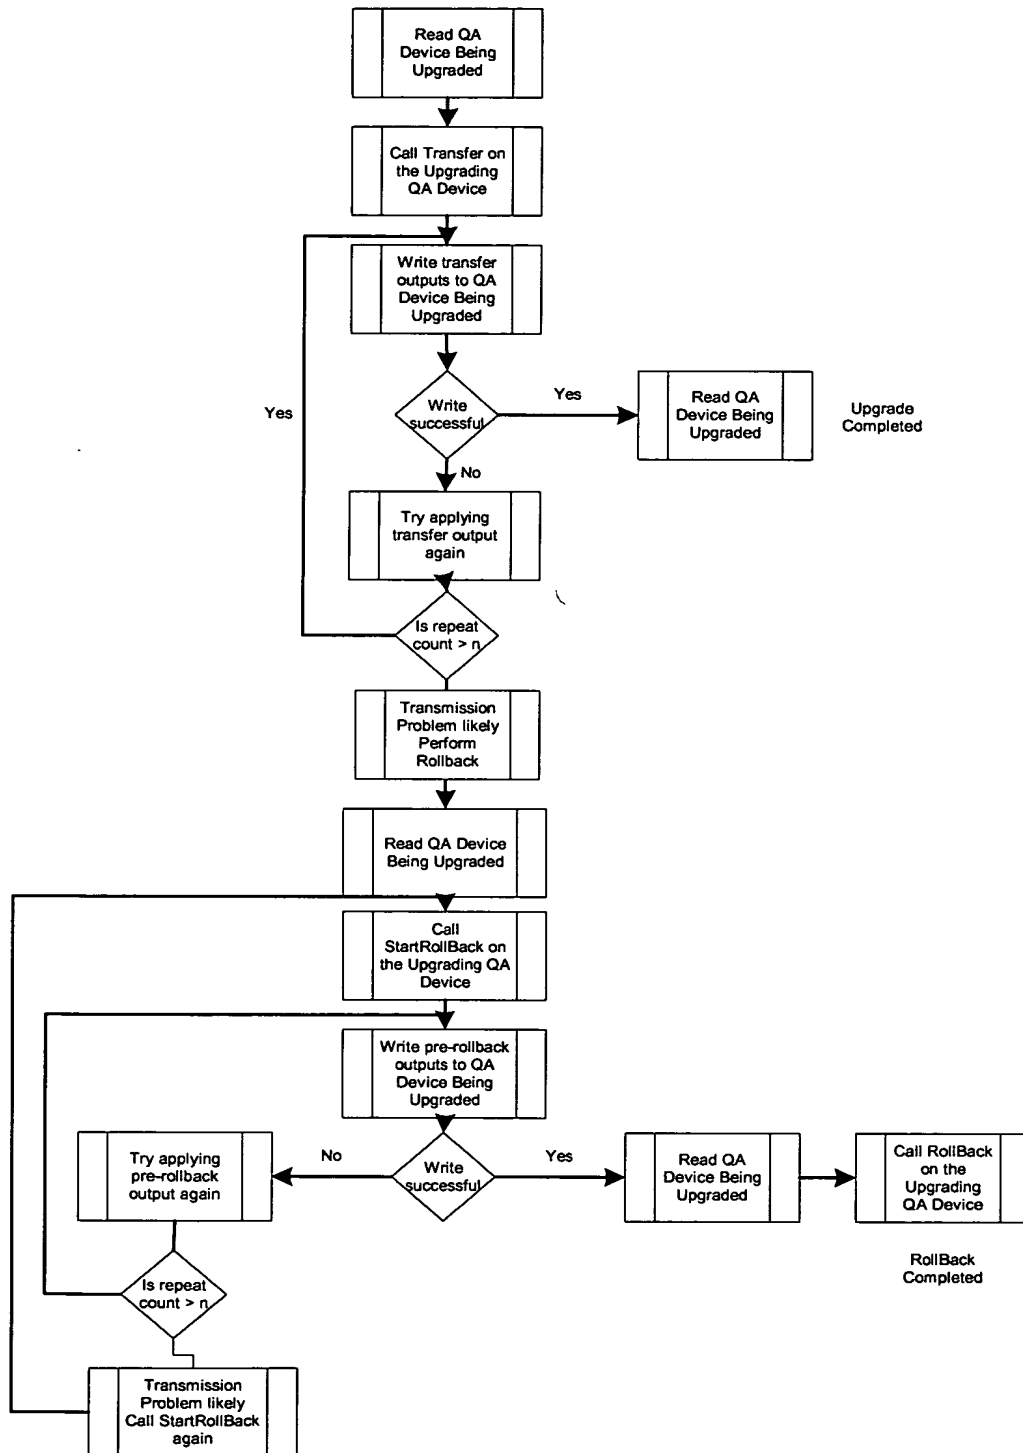 Read QA
Device Being
Upgraded
Call Transfer on
the Upgrading
QA Device
Write transfer
outputs to QA
Device Being
Upgraded
Write
successful
Yes
Read QA
Device Being
Upgraded
Upgrade
Completed
Yes
No
Try applying
transfer output
again
Is repeat
count > n
Transmission
Problem likely
Perform
Rollback
Read QA Device
Being Upgraded
Call
StartRollBack on
the Upgrading QA
Device
Write pre-rollback
outputs to QA
Device Being
Upgraded
Write
successful
No
Try applying
pre-rollback
output again
Yes
Read QA
Device Being
Upgraded
Call RollBack
on the
Upgrading
QA Device
RollBack
Completed
Is repeat
count > n
Transmission
Problem likely
Call StartRollBack
again